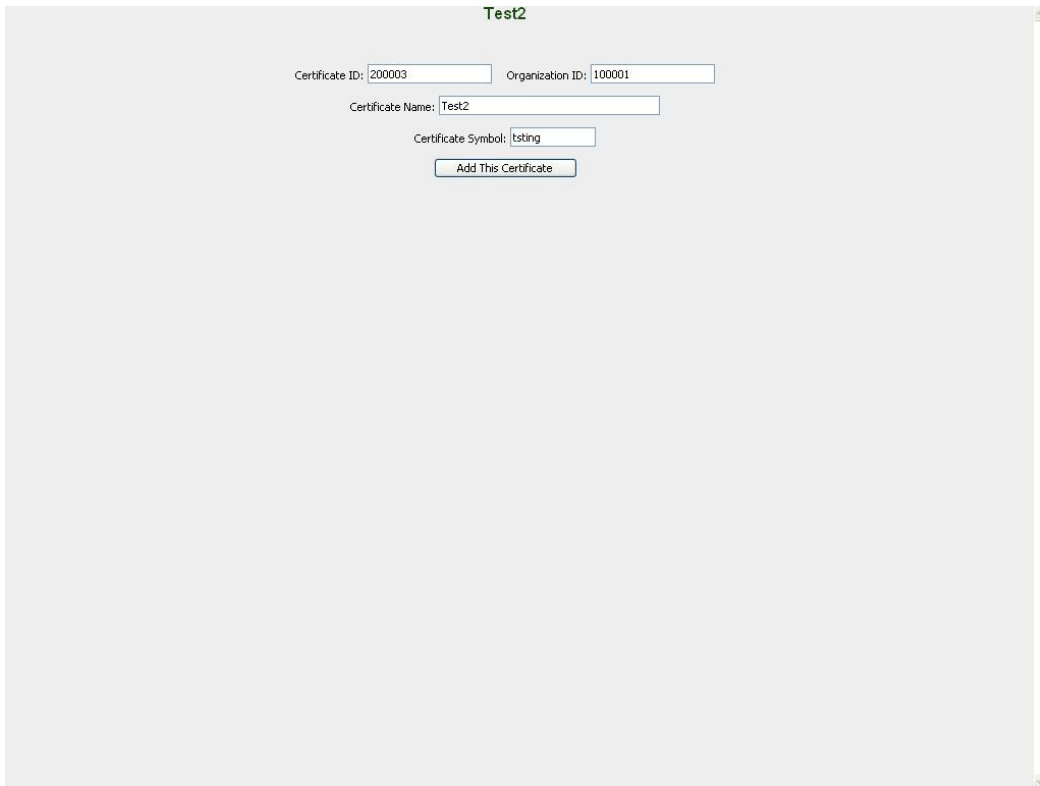 Test2
Certificate ID: 200003 Organization ID: 100001
Certificate Name: Test2
Certificate Symbol: tsting
Add This Certificate